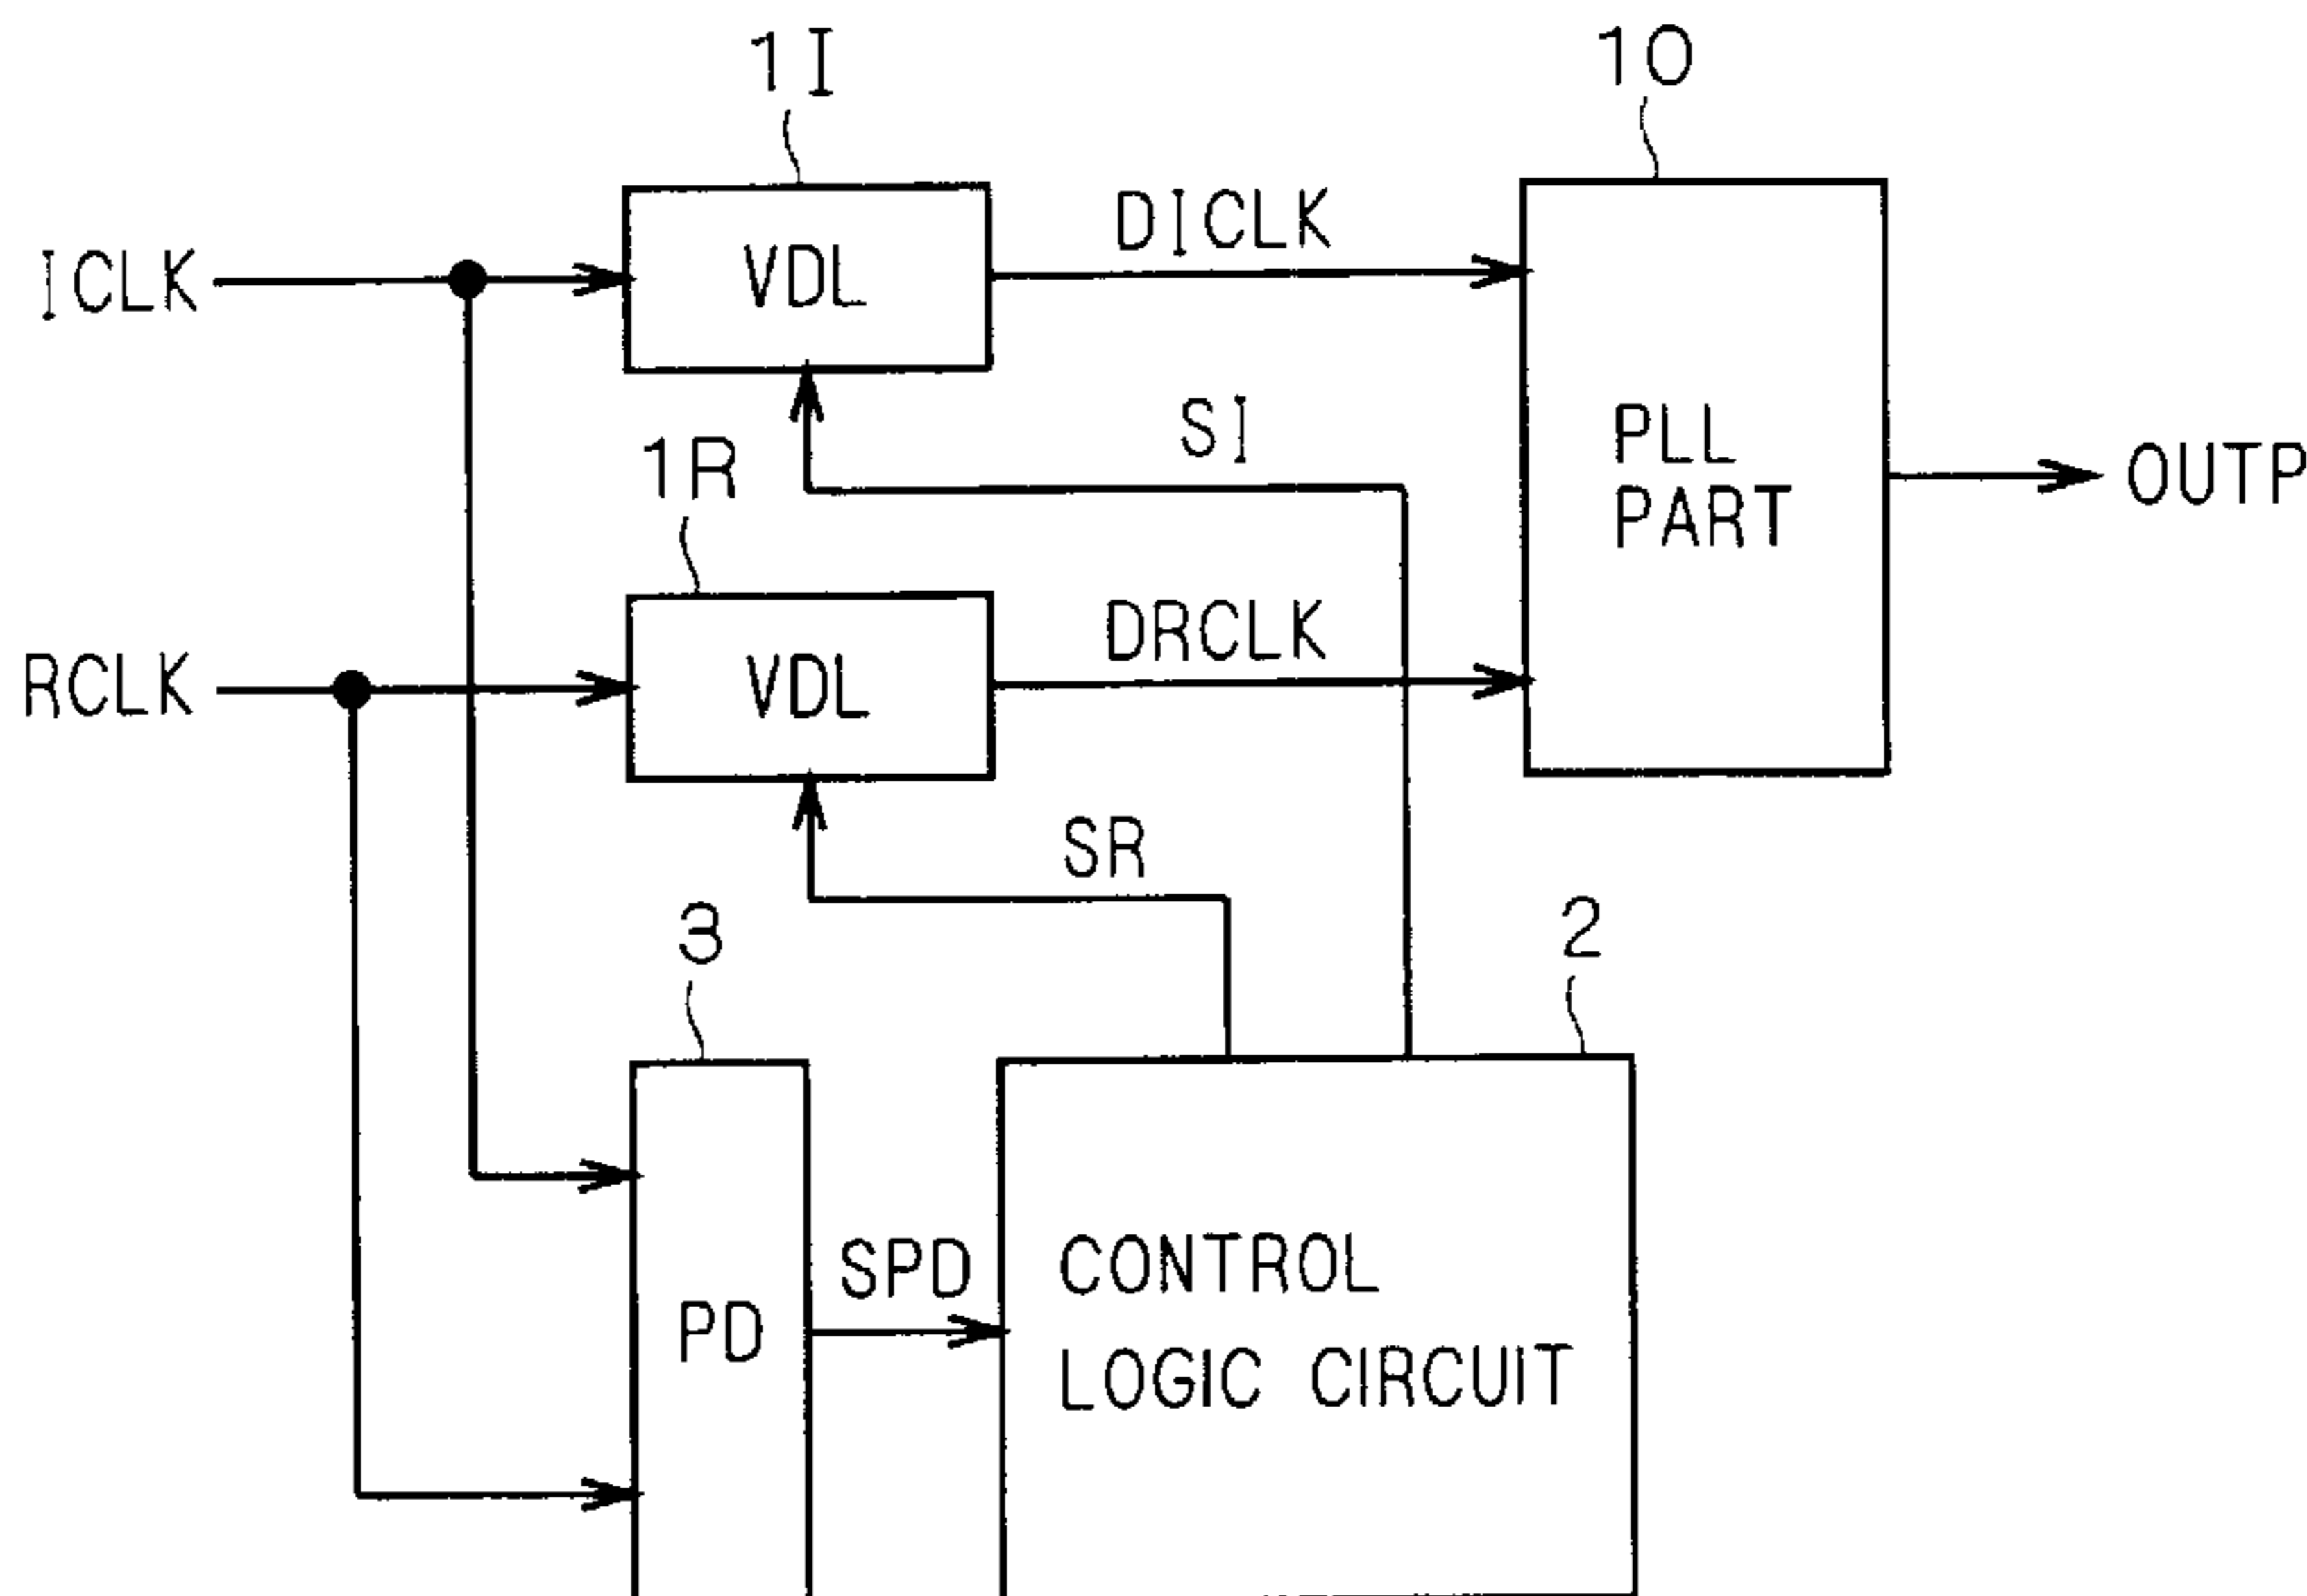 1I
10
DICLK
ICLK
VDL
SI
PLL
PART
OUTP
1R
DRCLK
RCLK
VDL
SR
3
2
SPD
CONTROL
PD
LOGIC CIRCUIT